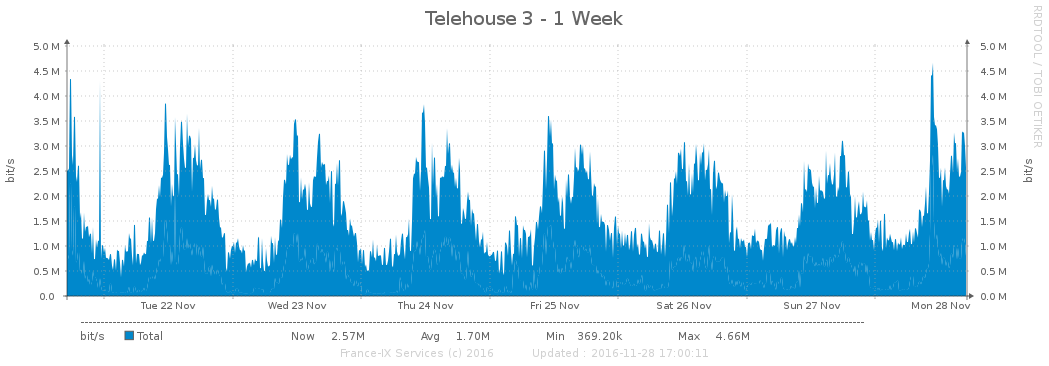 Telehouse 3 - 1 Week
RRDTOOL / TOBI OETIKER
5.0 M 5.0 M
4.5 M 4.5 M
4.0 M 4.0 M
3.5 M 3.5 M
3.0 M 3.0 M
2.5 M 2.5 M
2.0 M 2.0 M
1.5 M 1.5 M
1.0 M 1.0 M
0.5 M 0.5 M
0.0 0.0 M
bit/s
bit/s
Tue 22 Nov Wed 23 Nov Thu 24 Nov Fri 25 Nov Sat 26 Nov Sun 27 Nov Mon 28 Nov
bit/s Total Now 2.57M Avg 1.70M Min 369.20k Max 4.66M
France-IX Services (c) 2016 Updated : 2016-11-28 17:00:11